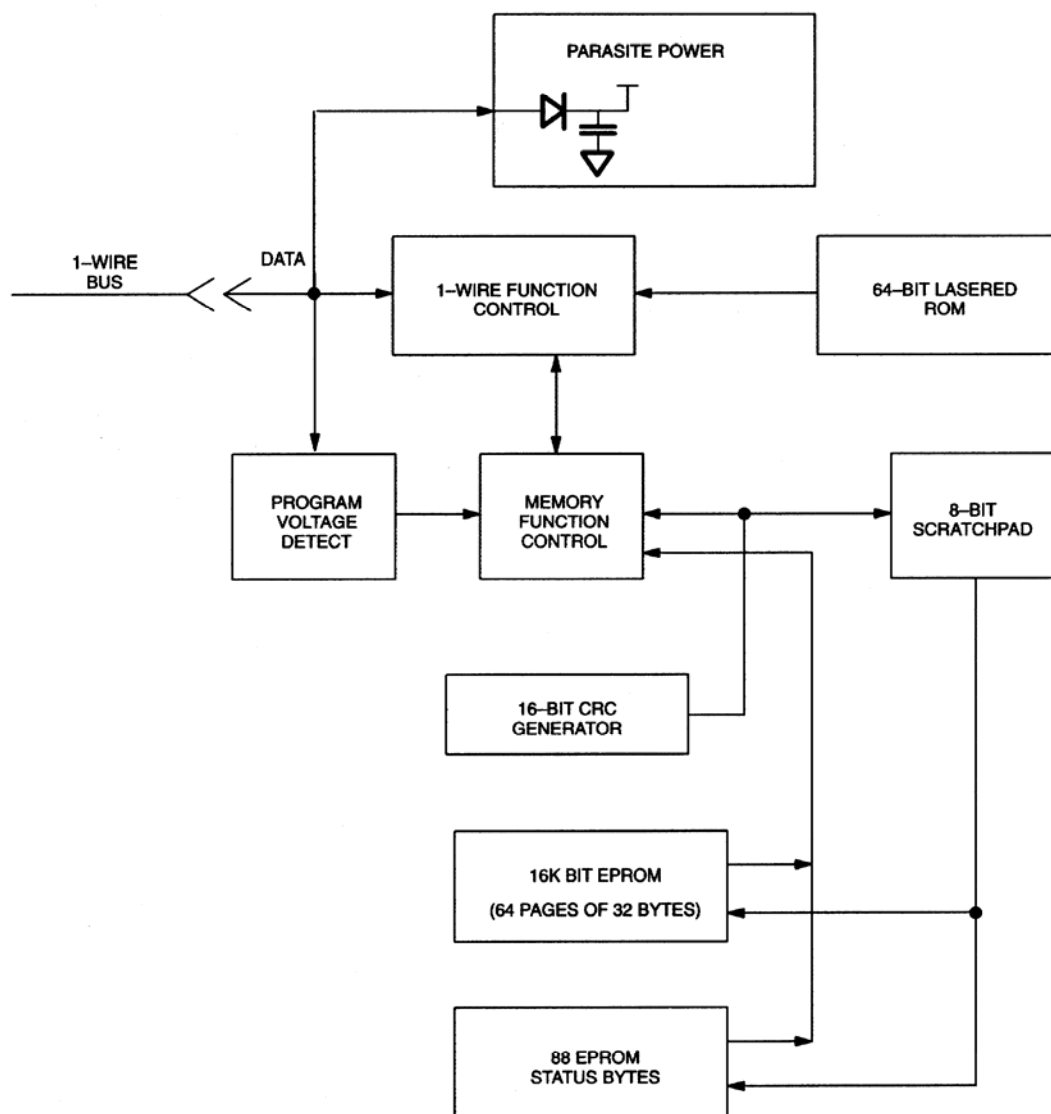 PARASITE POWER
1–WIRE
BUS
DATA
1–WIRE FUNCTION
CONTROL
64–BIT LASERED
ROM
PROGRAM
VOLTAGE
DETECT
MEMORY
FUNCTION
CONTROL
8–BIT
SCRATCHPAD
16–BIT CRC
GENERATOR
16K BIT EPROM
(64 PAGES OF 32 BYTES)
88 EPROM
STATUS BYTES